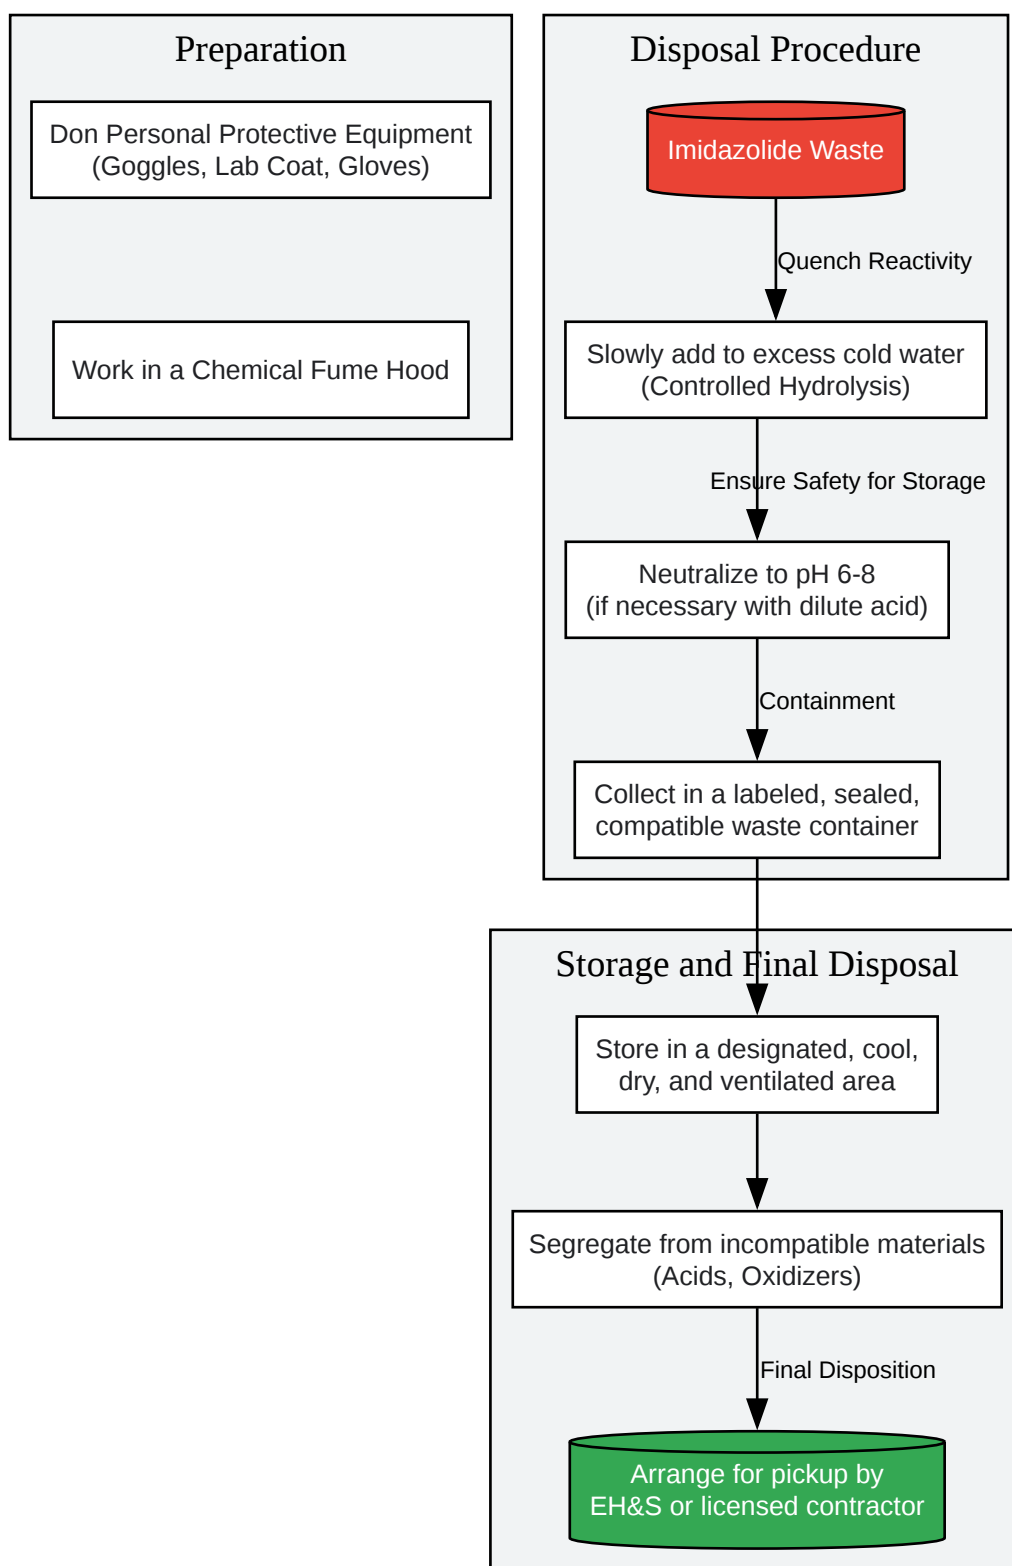 Preparation
Don Personal Protective Equipment
(Goggles, Lab Coat, Gloves)
Work in a Chemical Fume Hood
Disposal Procedure
Imidazolide Waste
Quench Reactivity
Slowly add to excess cold water
(Controlled Hydrolysis)
Ensure Safety for Storage
Neutralize to pH 6-8
(if necessary with dilute acid)
Containment
Collect in a labeled, sealed,
compatible waste container
Storage and Final Disposal
Store in a designated, cool,
dry, and ventilated area
Segregate from incompatible materials
(Acids, Oxidizers)
Final Disposition
Arrange for pickup by
EH&S or licensed contractor